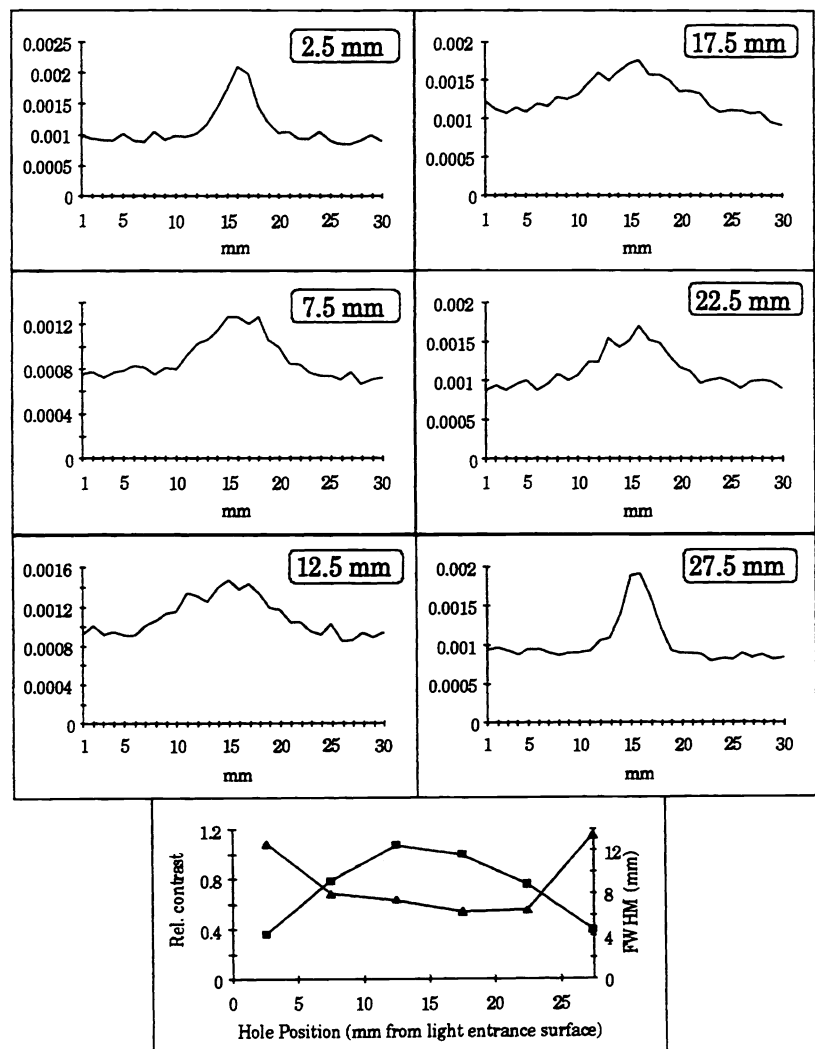 2.5 mm
0.0025
0.002
0.0015
0.001
0.0005
0
1 5 10 15 20 25 30
mm
17.5 mm
0.002
0.0015
0.001
0.0005
0
1 5 10 15 20 25 30
mm
7.5 mm
0.0012
0.0008
0.0004
0
1 5 10 15 20 25 30
mm
22.5 mm
0.002
0.0015
0.001
0.0005
0
1 5 10 15 20 25 30
mm
12.5 mm
0.0016
0.0012
0.0008
0.0004
0
1 5 10 15 20 25 30
mm
27.5 mm
0.002
0.0015
0.001
0.0005
0
1 5 10 15 20 25 30
mm
Rel. contrast
1.2
0.8
0.4
0
12
8
4
0
FWHM (mm)
0 5 10 15 20 25
Hole Position (mm from light entrance surface)